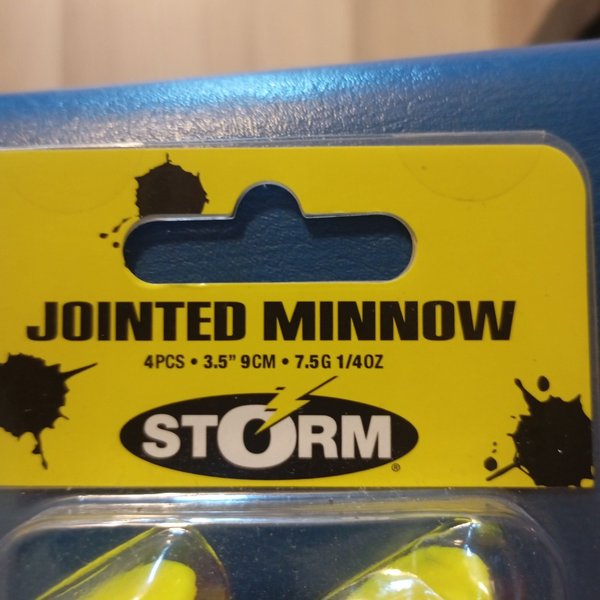 JOINTED MINNOW
4PCS • 3.5" 9CM • 7.5G 1/4OZ
STORM®